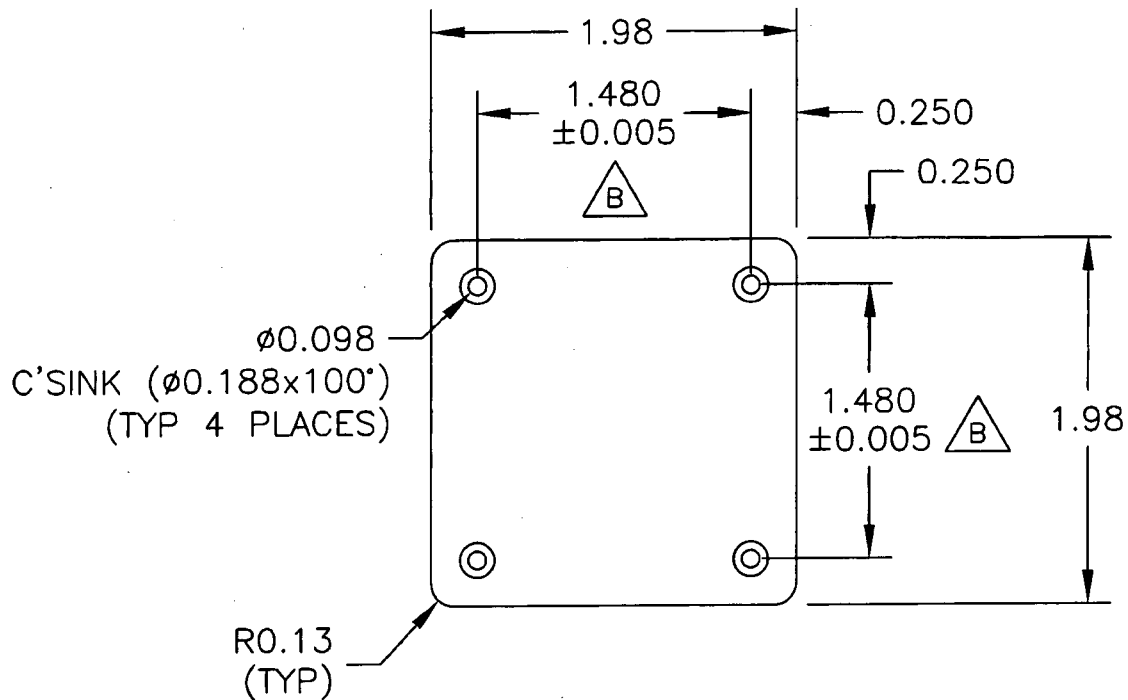 1.98
1.480
±0.005
B
0.250
0.250
ø0.098
C'SINK (ø0.188x100°)
(TYP 4 PLACES)
1.480
±0.005
B
1.98
R0.13
(TYP)